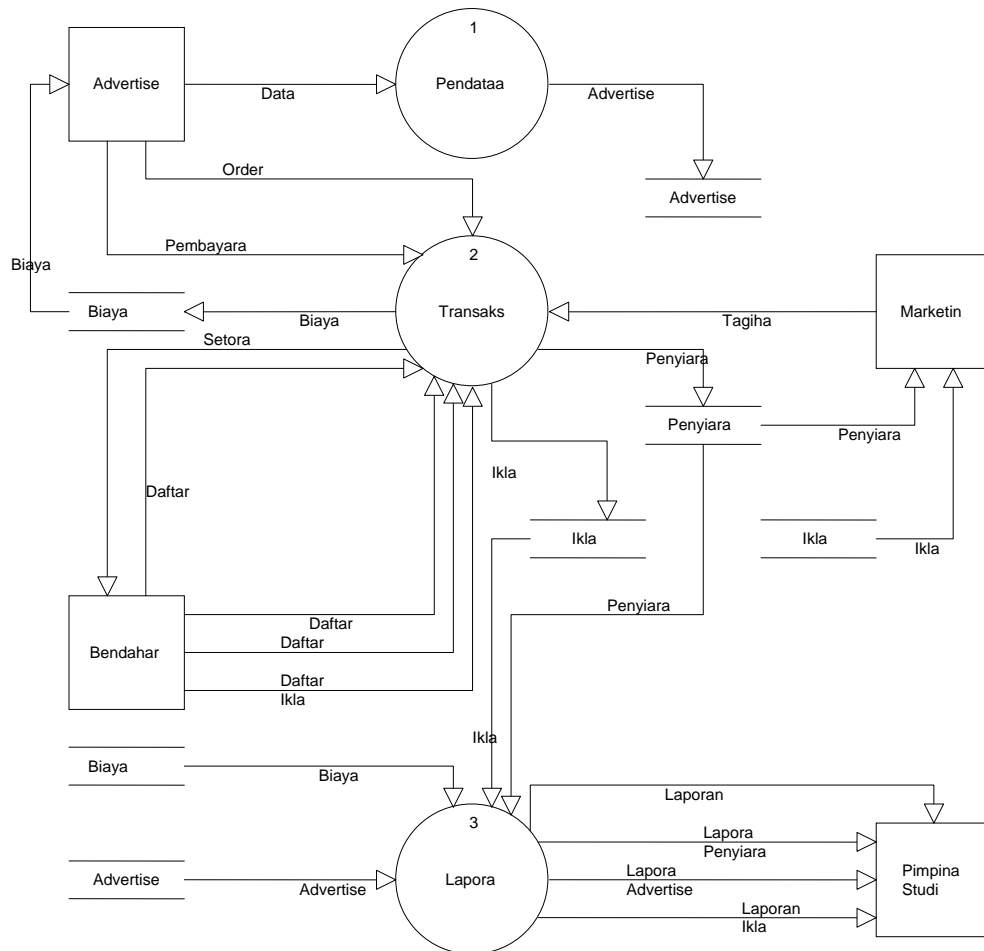 1
Advertise
Pendataa
Data
Advertise
Order
Advertise
Pembayara
2
Biaya
Biaya
Transaks
Marketin
Biaya
Tagiha
Setora
Penyiara
Penyiara
Penyiara
Daftar
Ikla
Ikla
Ikla
Ikla
Penyiara
Daftar
Daftar
Bendahar
Daftar
Ikla
Ikla
Biaya
Biaya
Laporan
3
Lapora
Penyiara
Advertise
Advertise
Lapora
Lapora
Advertise
Pimpina
Studi
Laporan
Ikla